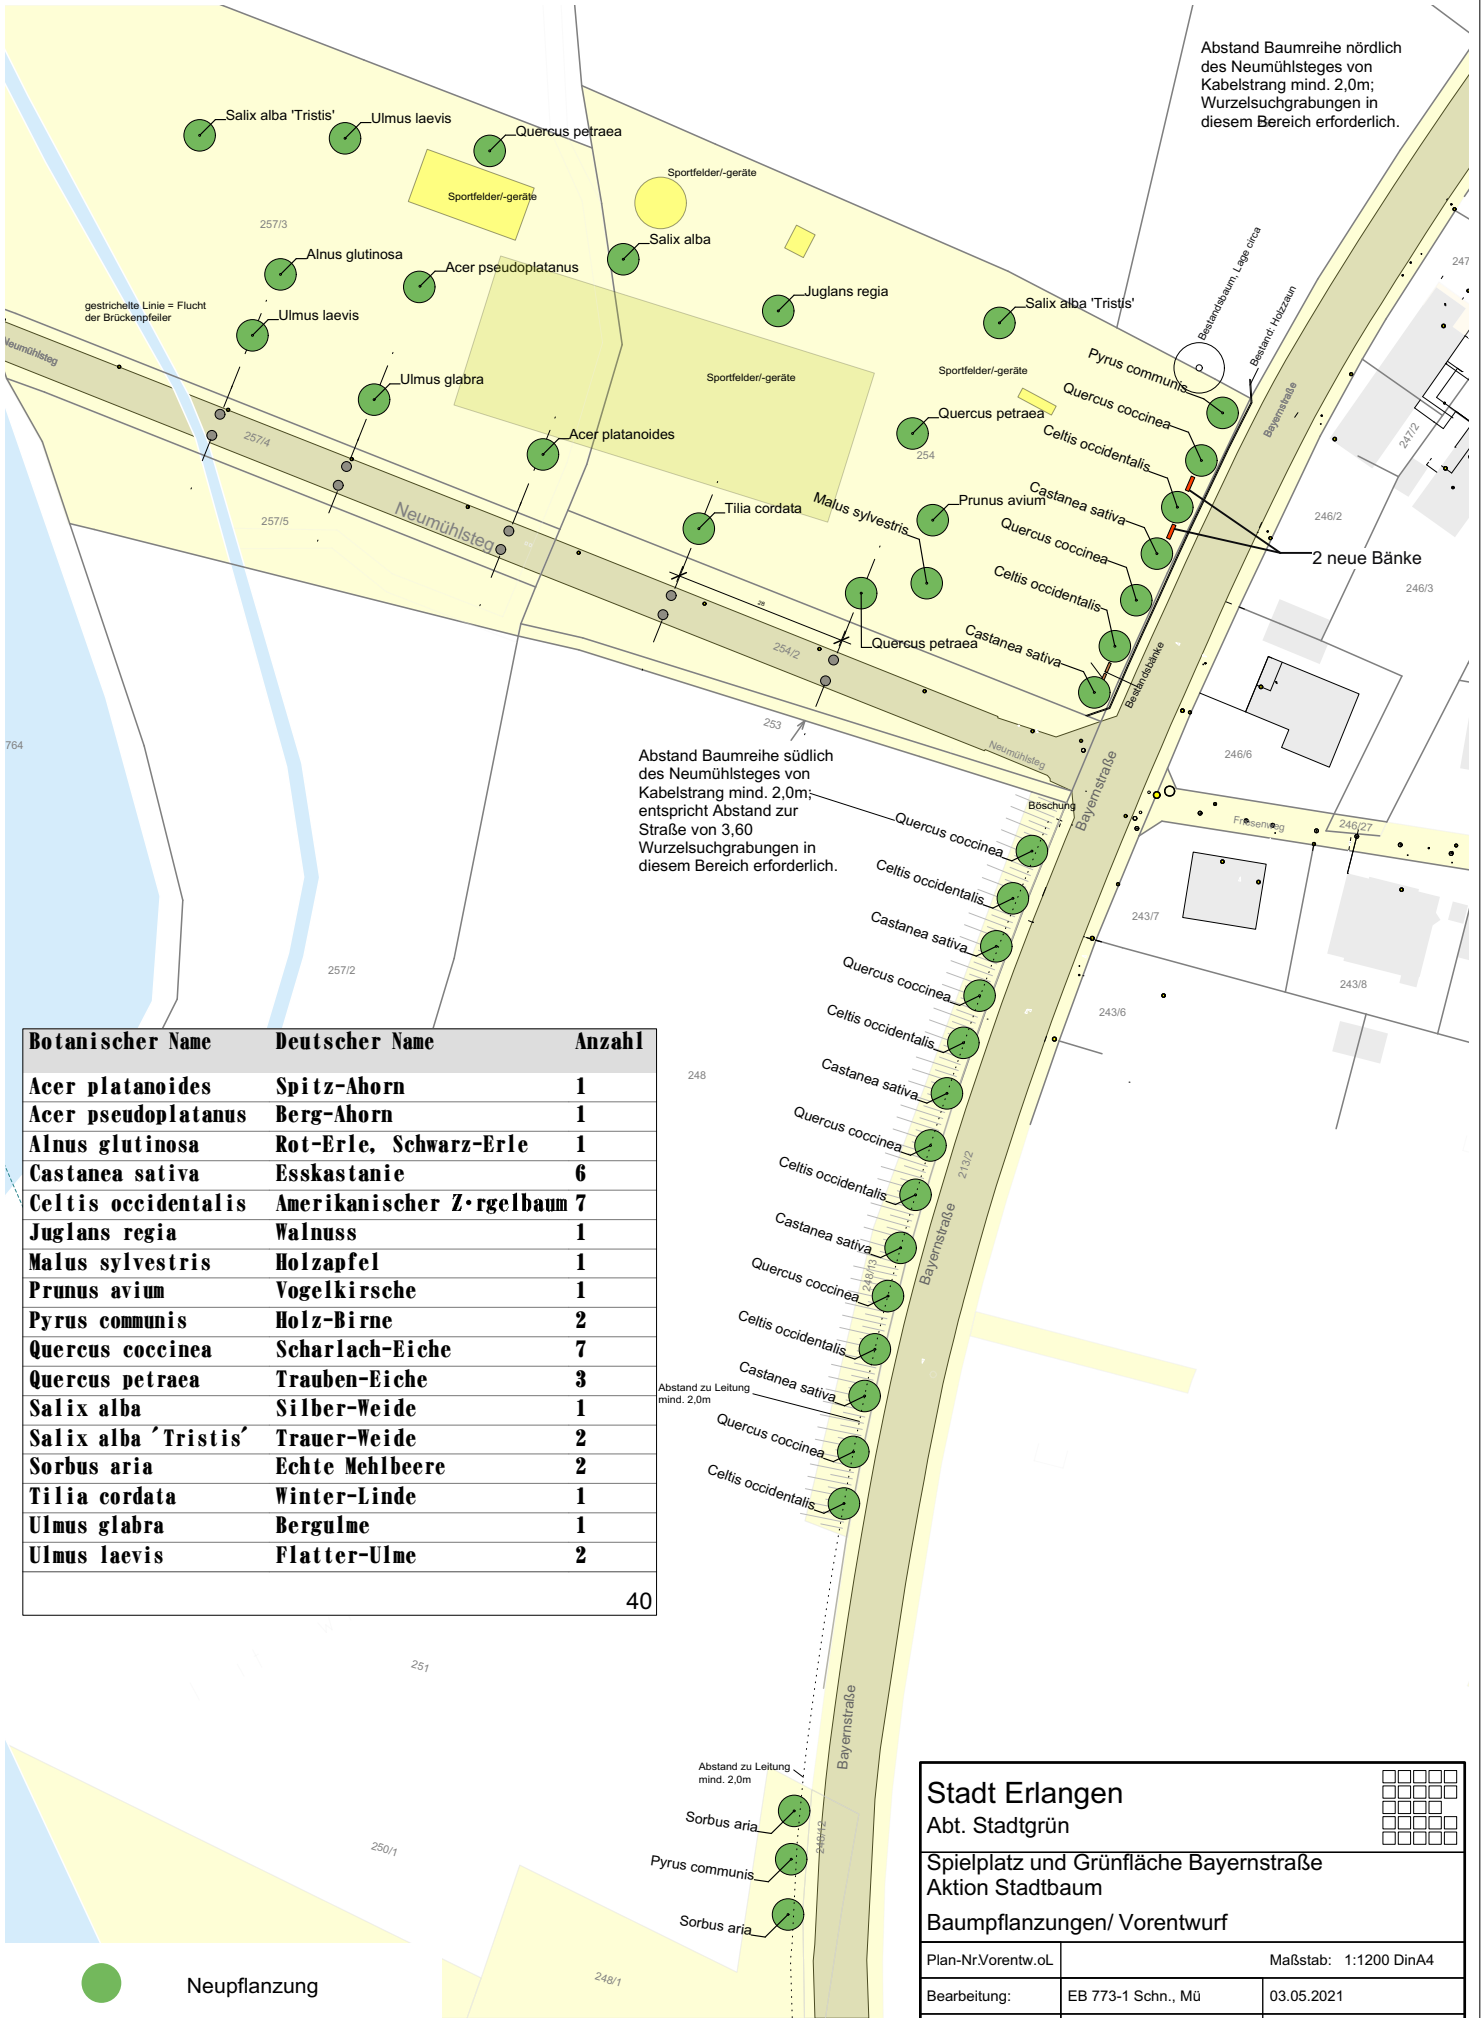 Abstand Baumreihe nördlich
des Neumühlsteges von
Kabelstrang mind. 2,0m;
Wurzelsuchgrabungen in
diesem Bereich erforderlich.
Salix alba 'Tristis'
Ulmus laevis
Quercus petraea
Sportfelder/-geräte
Sportfelder/-geräte
257/3
Alnus glutinosa
Acer pseudoplatanus
Salix alba
Juglans regia
Salix alba 'Tristis'
Bestandsbaum, Lage circa
Bestand: Holzzaun
247
gestrichelte Linie = Flucht
der Brückenpfeiler
Ulmus laevis
Neumühlsteg
Ulmus glabra
Sportfelder/-geräte
Sportfelder/-geräte
Pyrus communis
Quercus coccinea
Bayernstraße
Celtis occidentalis
247/2
257/4
Acer platanoides
Quercus petraea
254
Castanea sativa
Prunus avium
Malus sylvestris
Tilia cordata
257/5
Neumühlsteg
Quercus coccinea
246/2
2 neue Bänke
Celtis occidentalis
246/3
28
Quercus petraea
Castanea sativa
Bestandsbänke
254/2
253
Neumühlsteg
764
246/6
Abstand Baumreihe südlich
des Neumühlsteges von
Kabelstrang mind. 2,0m;
entspricht Abstand zur
Straße von 3,60
Wurzelsuchgrabungen in
diesem Bereich erforderlich.
Böschung
Bayernstraße
Friesenweg
246/27
Quercus coccinea
Celtis occidentalis
Castanea sativa
243/7
Quercus coccinea
257/2
243/8
243/6
Celtis occidentalis
248
Castanea sativa
Quercus coccinea
213/2
Celtis occidentalis
Castanea sativa
Bayernstraße
248/13
Quercus coccinea
Celtis occidentalis
Castanea sativa
Abstand zu Leitung
mind. 2,0m
Quercus coccinea
Celtis occidentalis
Botanischer Name Deutscher Name Anzahl
Acer platanoides Spitz-Ahorn 1
Acer pseudoplatanus Berg-Ahorn 1
Alnus glutinosa Rot-Erle, Schwarz-Erle 1
Castanea sativa Esskastanie 6
Celtis occidentalis Amerikanischer Z·rgelbaum 7
Juglans regia Walnuss 1
Malus sylvestris Holzapfel 1
Prunus avium Vogelkirsche 1
Pyrus communis Holz-Birne 2
Quercus coccinea Scharlach-Eiche 7
Quercus petraea Trauben-Eiche 3
Salix alba Silber-Weide 1
Salix alba ´Tristis´ Trauer-Weide 2
Sorbus aria Echte Mehlbeere 2
Tilia cordata Winter-Linde 1
Ulmus glabra Bergulme 1
Ulmus laevis Flatter-Ulme 2
40
251
Bayernstraße
Abstand zu Leitung
mind. 2,0m
Sorbus aria
248/12
Pyrus communis
250/1
Sorbus aria
248/1
Neupflanzung
Stadt Erlangen
Abt. Stadtgrün
Spielplatz und Grünfläche Bayernstraße
Aktion Stadtbaum
Baumpflanzungen/ Vorentwurf
Plan-Nr.Vorentw.oL Maßstab: 1:1200 DinA4
Bearbeitung: EB 773-1 Schn., Mü 03.05.2021